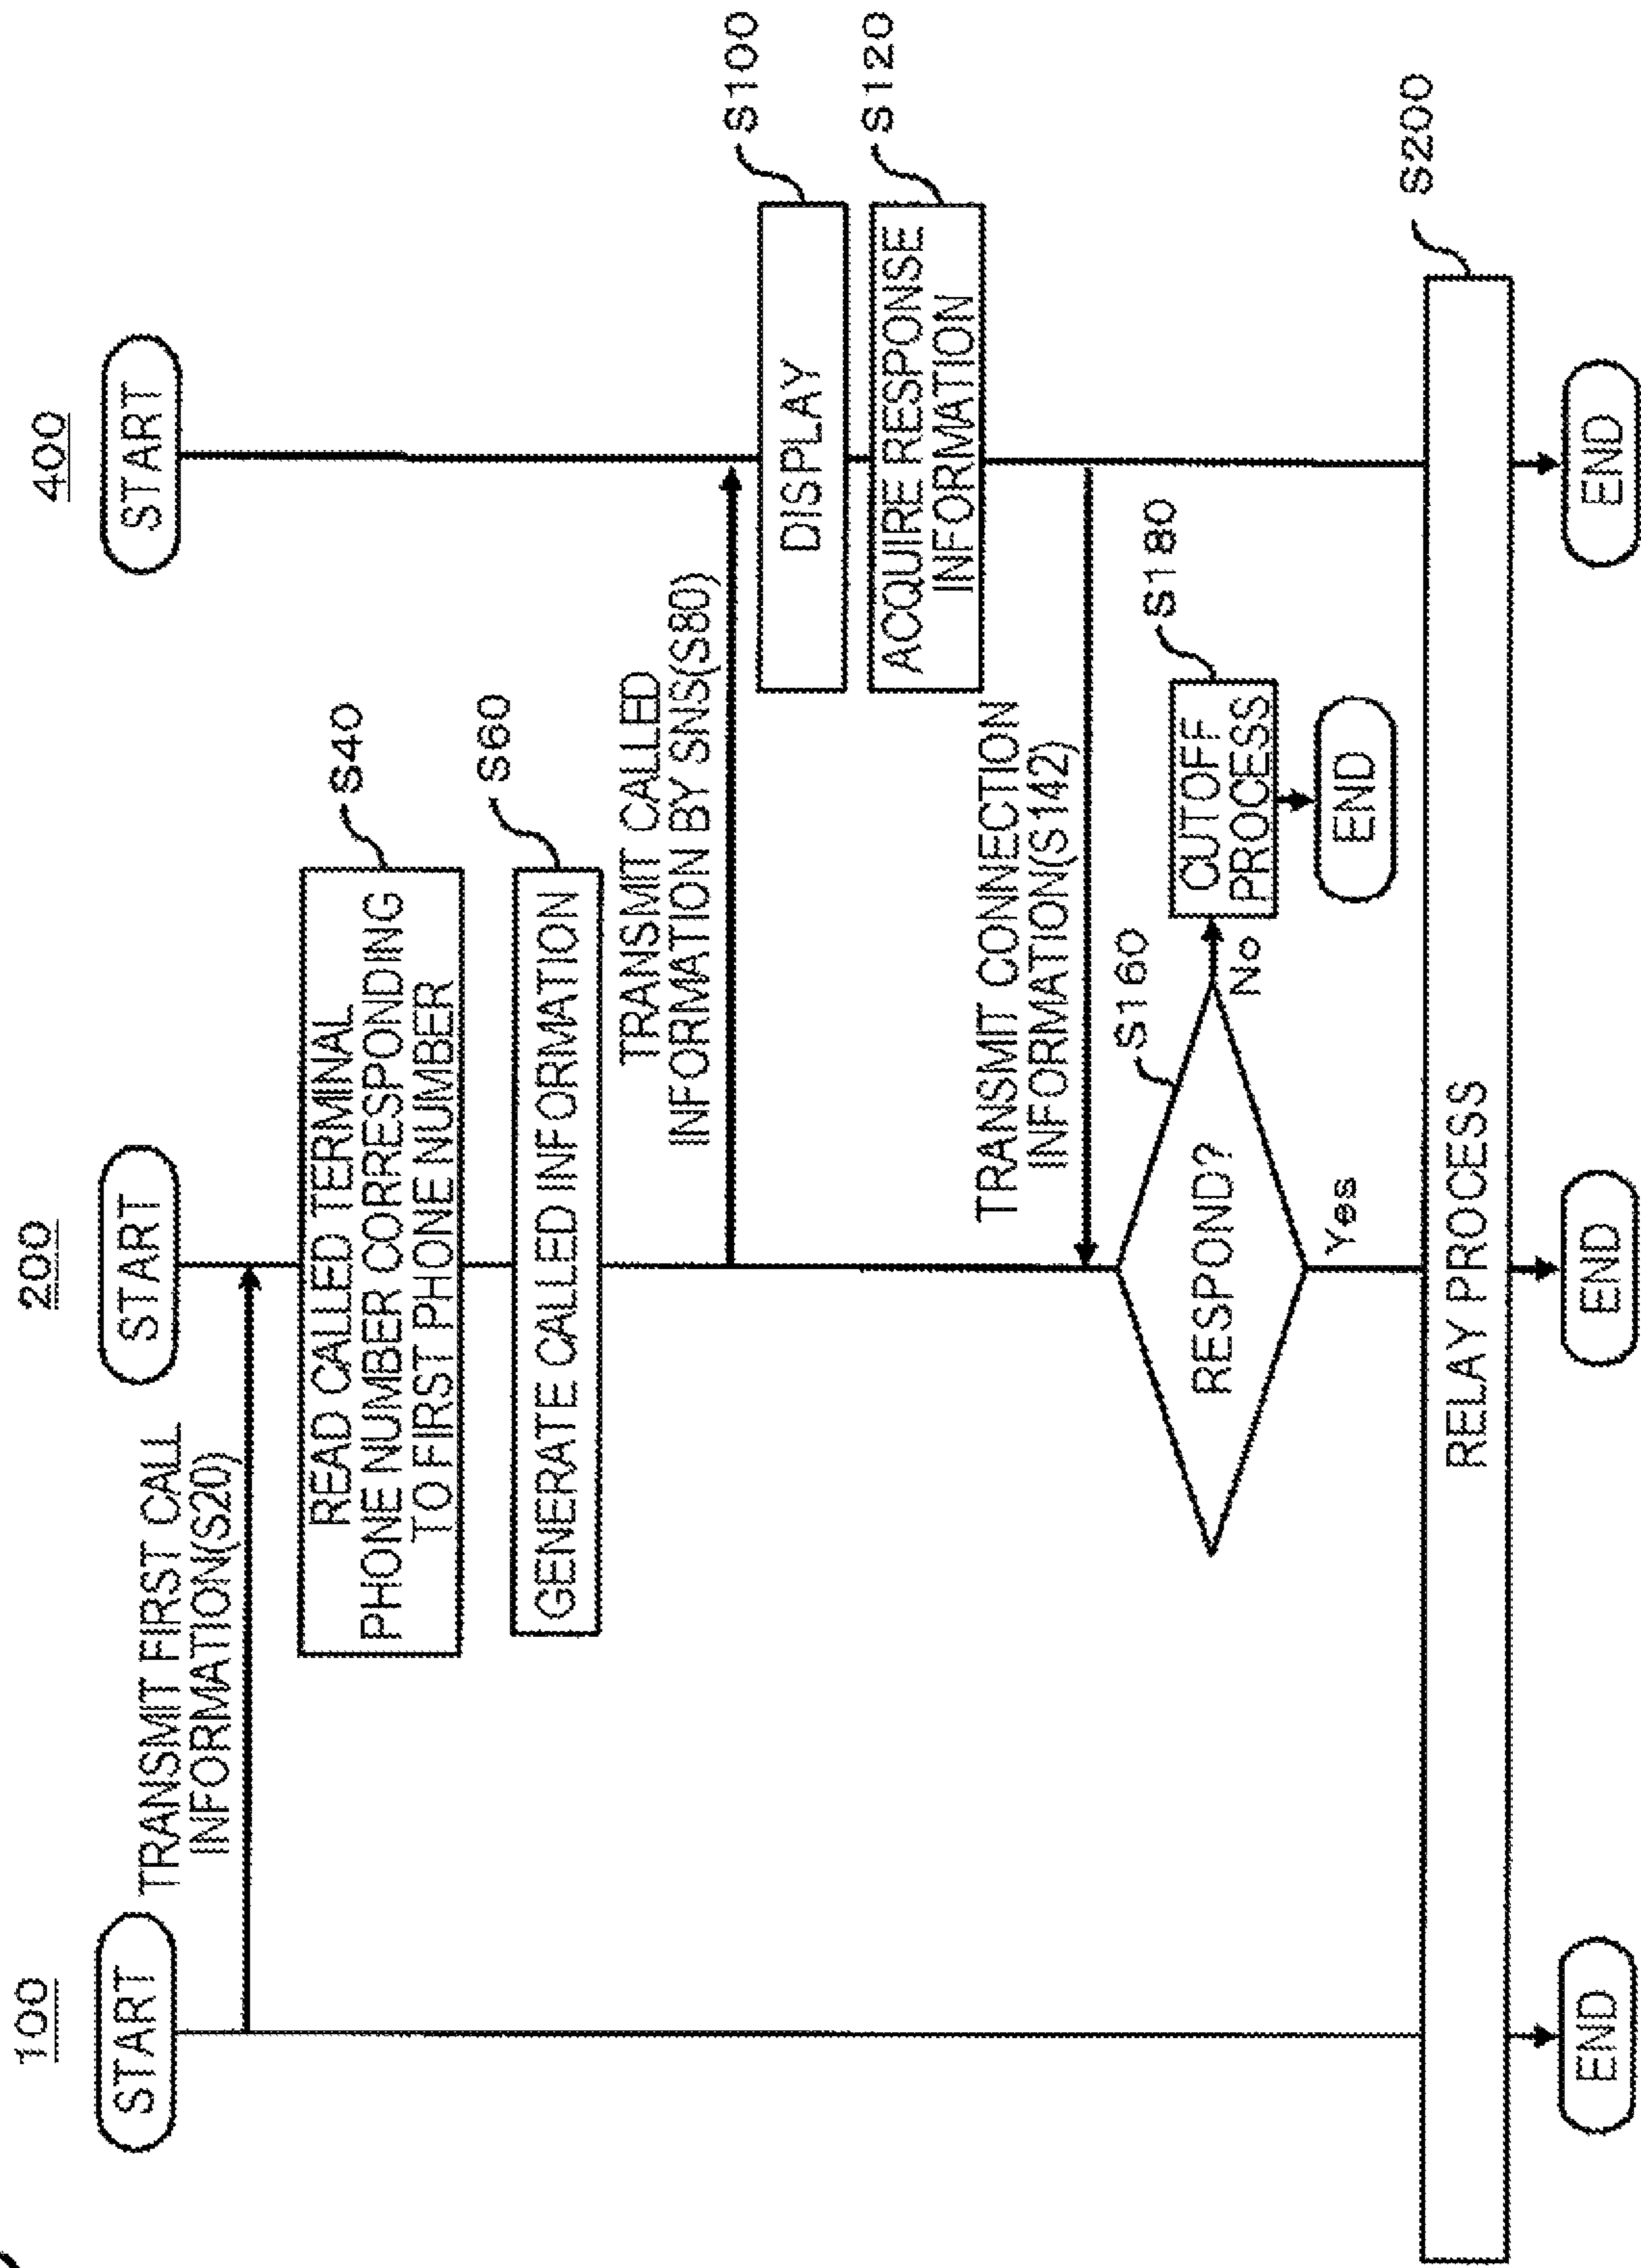 100
200
400
START
START
START
TRANSMIT FIRST CALL
INFORMATION(S20)
READ CALLED TERMINAL
PHONE NUMBER CORRESPONDING
TO FIRST PHONE NUMBER
S40
GENERATE CALLED INFORMATION
S60
TRANSMIT CALLED
INFORMATION BY SNS(S80)
DISPLAY
S100
ACQUIRE RESPONSE
INFORMATION
S120
TRANSMIT CONNECTION
INFORMATION(S142)
RESPOND?
S160
No
CUTOFF
PROCESS
S180
END
Yes
RELAY PROCESS
S200
END
END
END